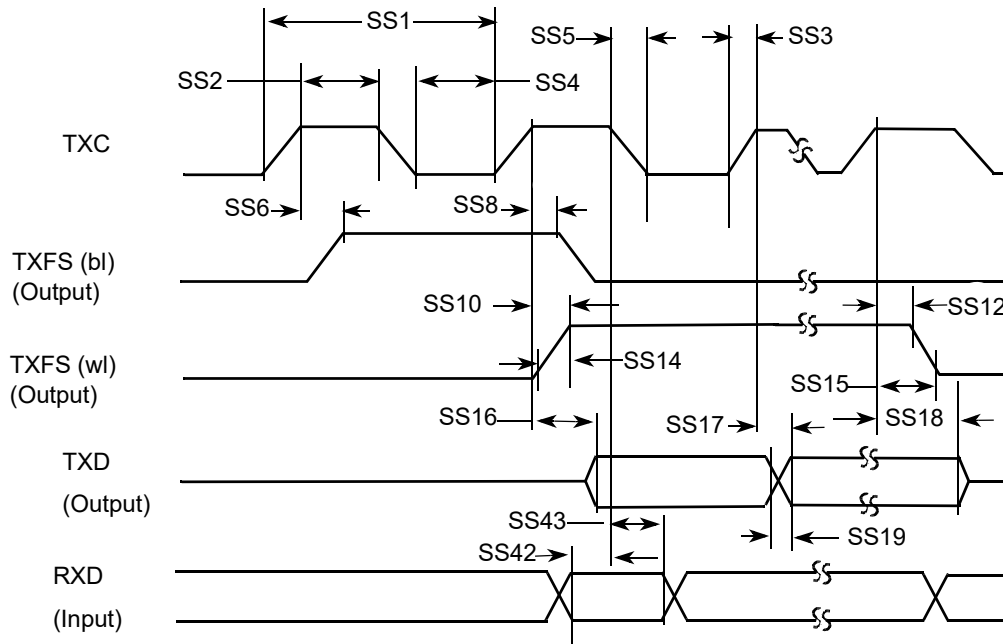 SS1
SS5
SS3
SS2
SS4
TXC
SS6
SS8
TXFS (bl)
(Output)
SS10
SS12
TXFS (wl)
(Output)
SS14
SS15
SS16
SS17
SS18
TXD
(Output)
SS43
SS19
SS42
RXD
(Input)